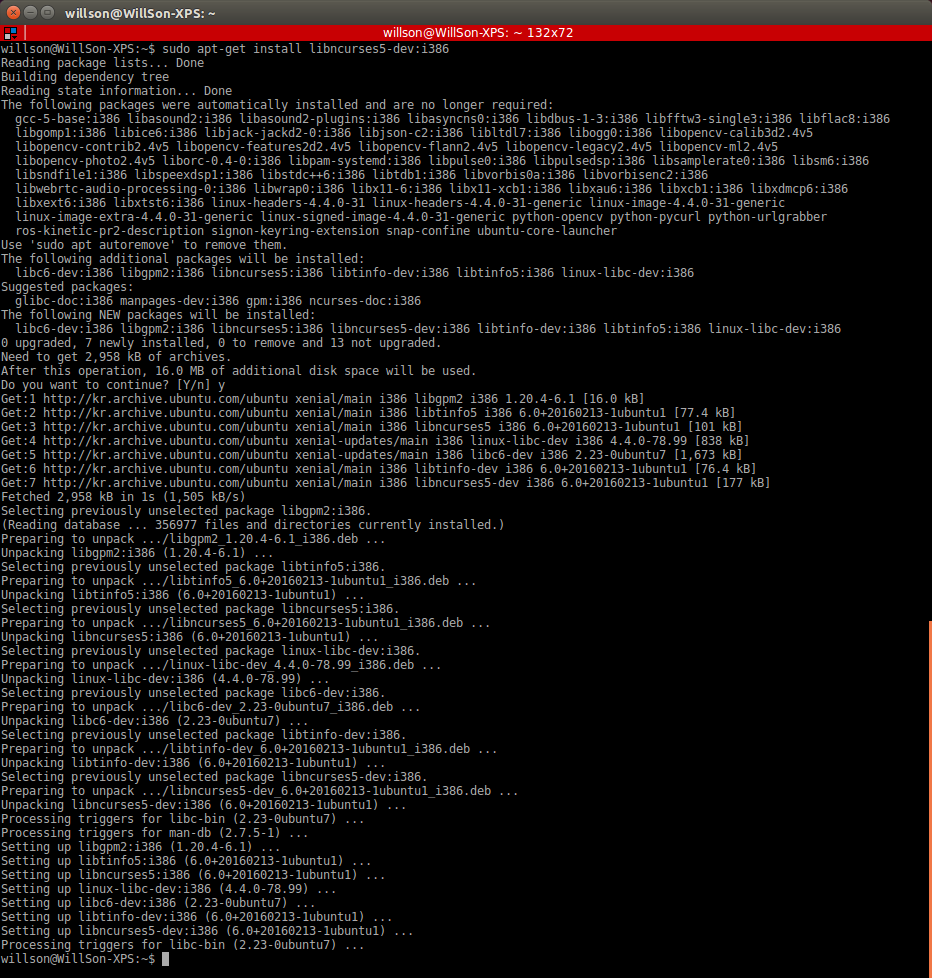 willson@WillSon-XPS: ~
willson@WillSon-XPS: ~ 132x72
willson@WillSon-XPS:~$ sudo apt-get install libncurses5-dev:i386
Reading package lists... Done
Building dependency tree
Reading state information... Done
The following packages were automatically installed and are no longer required:
  gcc-5-base:i386 libasound2:i386 libasound2-plugins:i386 libasyncns0:i386 libdbus-1-3:i386 libfftw3-single3:i386 libflac8:i386
  libgomp1:i386 libice6:i386 libjack-jackd2-0:i386 libjson-c2:i386 libltdl7:i386 libogg0:i386 libopencv-calib3d2.4v5
  libopencv-contrib2.4v5 libopencv-features2d2.4v5 libopencv-flann2.4v5 libopencv-legacy2.4v5 libopencv-ml2.4v5
  libopencv-photo2.4v5 liborc-0.4-0:i386 libpam-systemd:i386 libpulse0:i386 libpulsedsp:i386 libsamplerate0:i386 libsm6:i386
  libsndfile1:i386 libspeexdsp1:i386 libstdc++6:i386 libtdb1:i386 libvorbis0a:i386 libvorbisenc2:i386
  libwebrtc-audio-processing-0:i386 libwrap0:i386 libx11-6:i386 libx11-xcb1:i386 libxau6:i386 libxcb1:i386 libxdmcp6:i386
  libxext6:i386 libxtst6:i386 linux-headers-4.4.0-31 linux-headers-4.4.0-31-generic linux-image-4.4.0-31-generic
  linux-image-extra-4.4.0-31-generic linux-signed-image-4.4.0-31-generic python-opencv python-pycurl python-urlgrabber
  ros-kinetic-pr2-description signon-keyring-extension snap-confine ubuntu-core-launcher
Use 'sudo apt autoremove' to remove them.
The following additional packages will be installed:
  libc6-dev:i386 libgpm2:i386 libncurses5:i386 libtinfo-dev:i386 libtinfo5:i386 linux-libc-dev:i386
Suggested packages:
  glibc-doc:i386 manpages-dev:i386 gpm:i386 ncurses-doc:i386
The following NEW packages will be installed:
  libc6-dev:i386 libgpm2:i386 libncurses5:i386 libncurses5-dev:i386 libtinfo-dev:i386 libtinfo5:i386 linux-libc-dev:i386
0 upgraded, 7 newly installed, 0 to remove and 13 not upgraded.
Need to get 2,958 kB of archives.
After this operation, 16.0 MB of additional disk space will be used.
Do you want to continue? [Y/n] y
Get:1 http://kr.archive.ubuntu.com/ubuntu xenial/main i386 libgpm2 i386 1.20.4-6.1 [16.0 kB]
Get:2 http://kr.archive.ubuntu.com/ubuntu xenial/main i386 libtinfo5 i386 6.0+20160213-1ubuntu1 [77.4 kB]
Get:3 http://kr.archive.ubuntu.com/ubuntu xenial/main i386 libncurses5 i386 6.0+20160213-1ubuntu1 [101 kB]
Get:4 http://kr.archive.ubuntu.com/ubuntu xenial-updates/main i386 linux-libc-dev i386 4.4.0-78.99 [838 kB]
Get:5 http://kr.archive.ubuntu.com/ubuntu xenial-updates/main i386 libc6-dev i386 2.23-0ubuntu7 [1,673 kB]
Get:6 http://kr.archive.ubuntu.com/ubuntu xenial/main i386 libtinfo-dev i386 6.0+20160213-1ubuntu1 [76.4 kB]
Get:7 http://kr.archive.ubuntu.com/ubuntu xenial/main i386 libncurses5-dev i386 6.0+20160213-1ubuntu1 [177 kB]
Fetched 2,958 kB in 1s (1,505 kB/s)
Selecting previously unselected package libgpm2:i386.
(Reading database ... 356977 files and directories currently installed.)
Preparing to unpack .../libgpm2_1.20.4-6.1_i386.deb ...
Unpacking libgpm2:i386 (1.20.4-6.1) ...
Selecting previously unselected package libtinfo5:i386.
Preparing to unpack .../libtinfo5_6.0+20160213-1ubuntu1_i386.deb ...
Unpacking libtinfo5:i386 (6.0+20160213-1ubuntu1) ...
Selecting previously unselected package libncurses5:i386.
Preparing to unpack .../libncurses5_6.0+20160213-1ubuntu1_i386.deb ...
Unpacking libncurses5:i386 (6.0+20160213-1ubuntu1) ...
Selecting previously unselected package linux-libc-dev:i386.
Preparing to unpack .../linux-libc-dev_4.4.0-78.99_i386.deb ...
Unpacking linux-libc-dev:i386 (4.4.0-78.99) ...
Selecting previously unselected package libc6-dev:i386.
Preparing to unpack .../libc6-dev_2.23-0ubuntu7_i386.deb ...
Unpacking libc6-dev:i386 (2.23-0ubuntu7) ...
Selecting previously unselected package libtinfo-dev:i386.
Preparing to unpack .../libtinfo-dev_6.0+20160213-1ubuntu1_i386.deb ...
Unpacking libtinfo-dev:i386 (6.0+20160213-1ubuntu1) ...
Selecting previously unselected package libncurses5-dev:i386.
Preparing to unpack .../libncurses5-dev_6.0+20160213-1ubuntu1_i386.deb ...
Unpacking libncurses5-dev:i386 (6.0+20160213-1ubuntu1) ...
Processing triggers for libc-bin (2.23-0ubuntu7) ...
Processing triggers for man-db (2.7.5-1) ...
Setting up libgpm2:i386 (1.20.4-6.1) ...
Setting up libtinfo5:i386 (6.0+20160213-1ubuntu1) ...
Setting up libncurses5:i386 (6.0+20160213-1ubuntu1) ...
Setting up linux-libc-dev:i386 (4.4.0-78.99) ...
Setting up libc6-dev:i386 (2.23-0ubuntu7) ...
Setting up libtinfo-dev:i386 (6.0+20160213-1ubuntu1) ...
Setting up libncurses5-dev:i386 (6.0+20160213-1ubuntu1) ...
Processing triggers for libc-bin (2.23-0ubuntu7) ...
willson@WillSon-XPS:~$